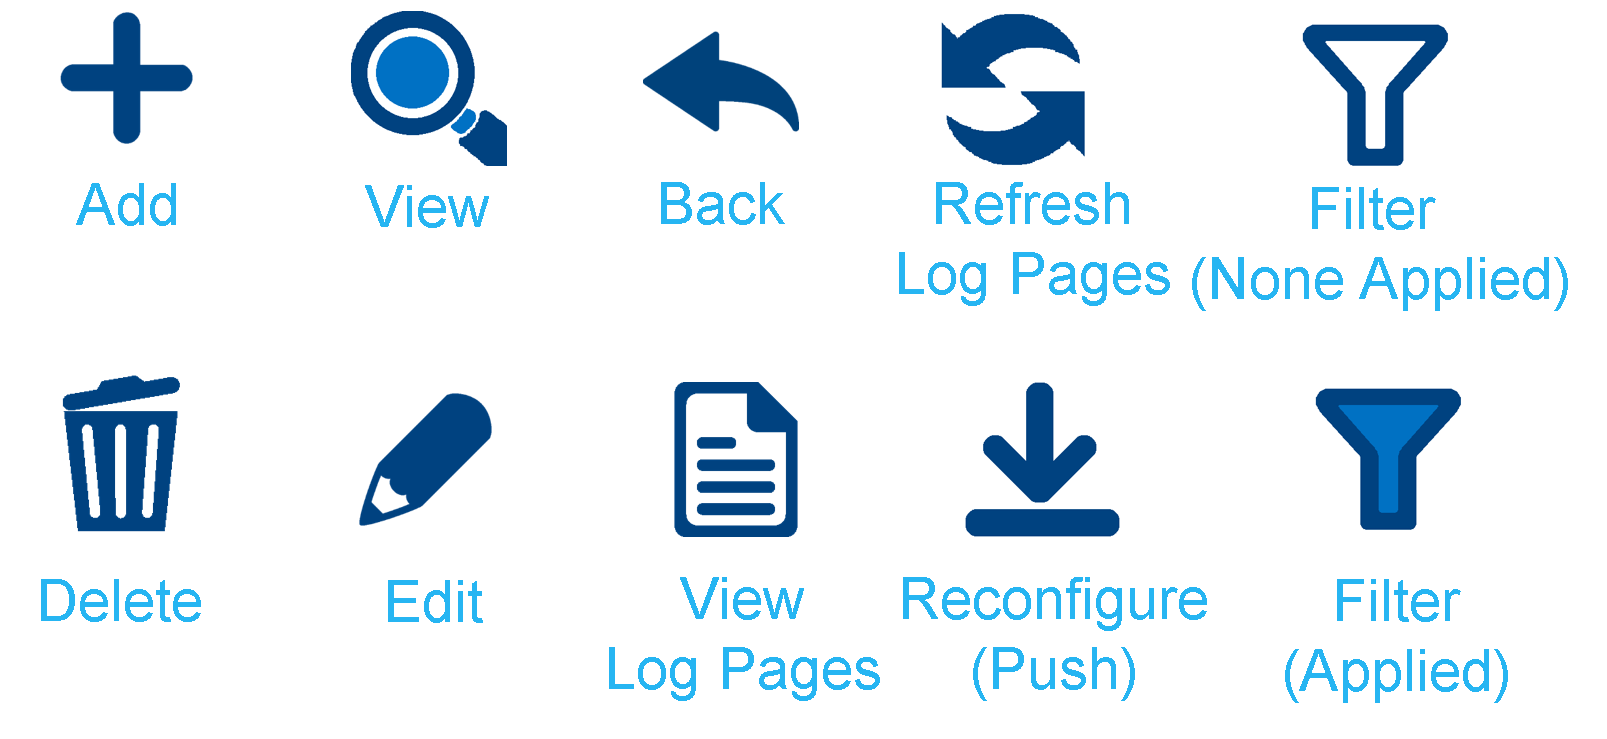 Add
View
Back
Refresh
Log Pages
Filter
(None Applied)
Delete
Edit
View
Log Pages
Reconfigure
(Push)
Filter
(Applied)